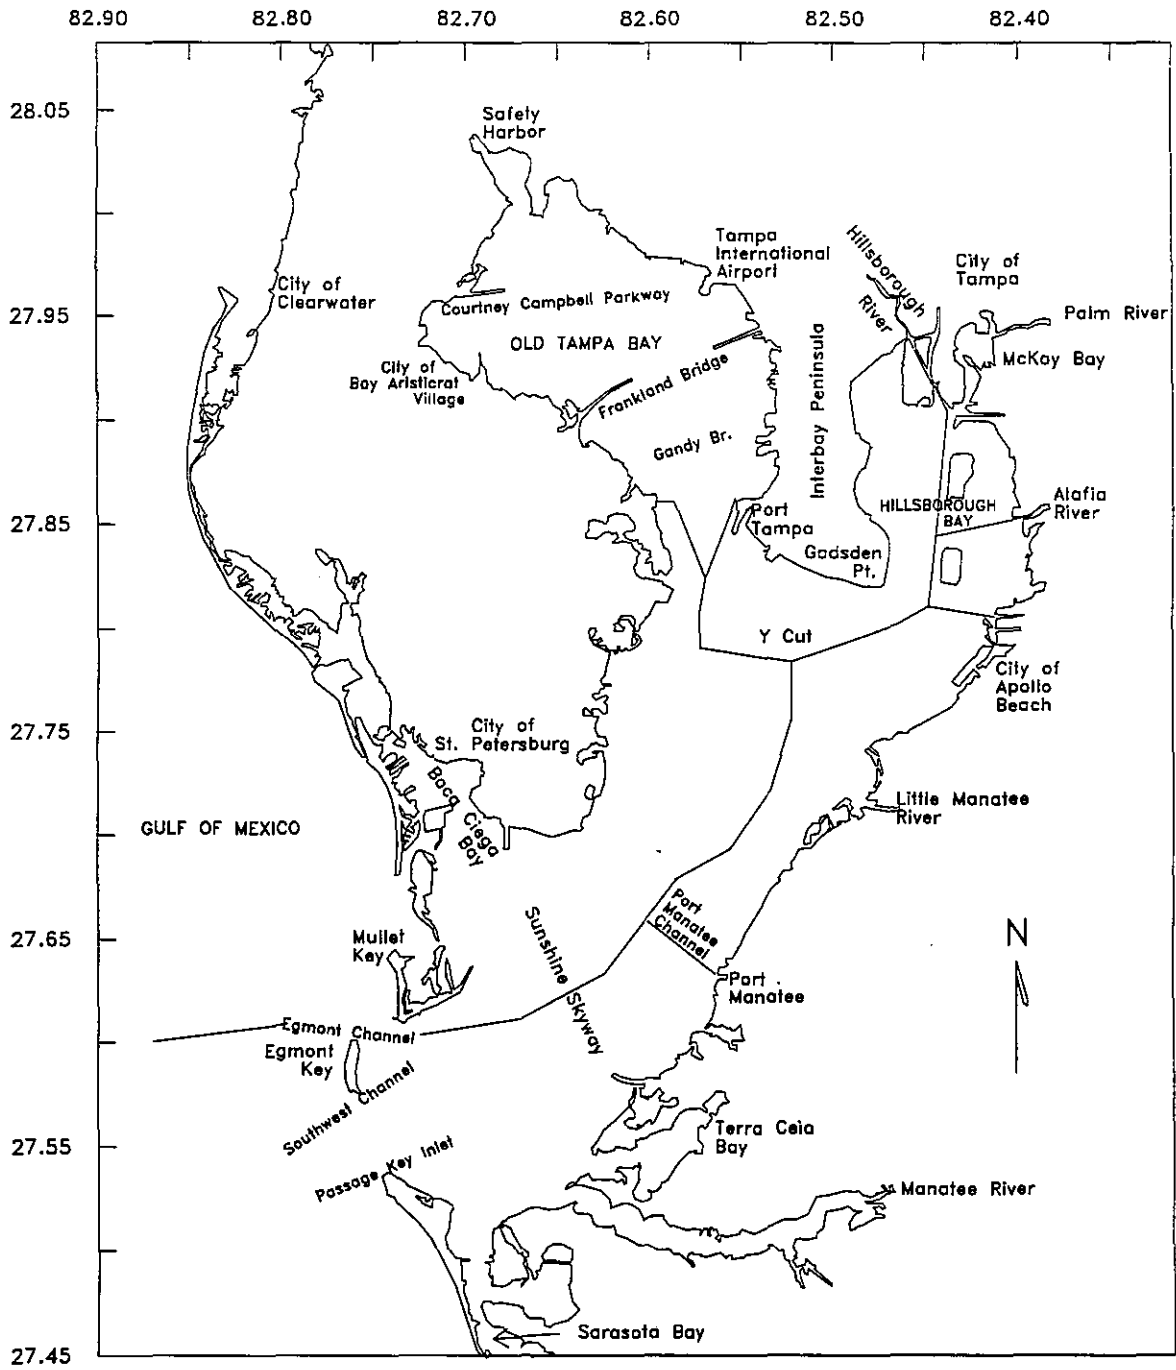 82.90 82.80 82.70 82.60 82.50 82.40
28.05
27.95
27.85
27.75
27.65
27.55
27.45
Safety
Harbor
City of
Clearwater
Tampa
International
Airport
Courtney Campbell Parkway
OLD TAMPA BAY
City of
Bay Aristicrat
Village
Frankland Bridge
Gandy Br.
Interbay Peninsula
Hillsborough
River
City of
Tampa
Palm River
McKay Bay
Port
Tampa
Gadsden
Pt.
HILLSBOROUGH
BAY
Alafia
River
Y Cut
City of
Apollo
Beach
City of
St. Petersburg
Baca
Ciega
Bay
GULF OF MEXICO
Little Manatee
River
Mullet
Key
Sunshine Skyway
Port
Manatee
Channel
Port
Manatee
N
Egmont Channel
Egmont
Key
Southwest Channel
Passage Key Inlet
Terra Ceia
Bay
Manatee River
Sarasota Bay